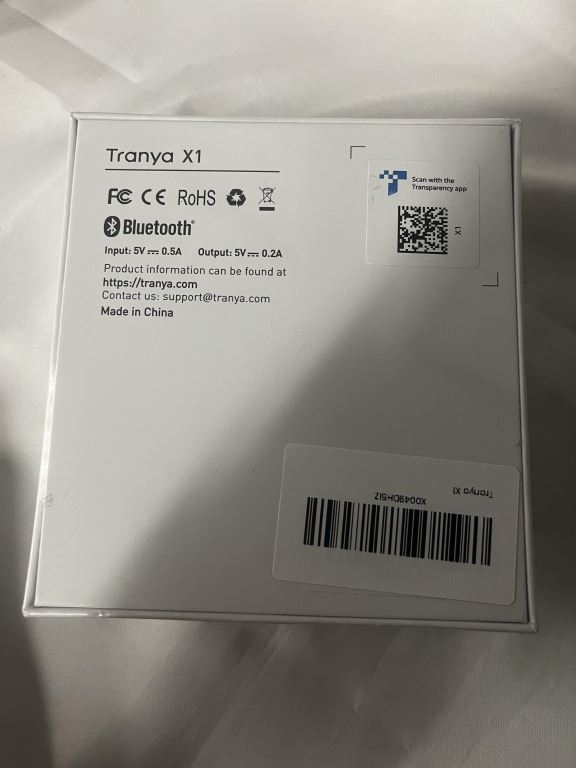 Tranya X1
FC CE RoHS
Bluetooth®
Input: 5V⎓0.5A Output: 5V⎓0.2A
Product information can be found at
https://tranya.com
Contact us: support@tranya.com
Made in China
Scan with the
Transparency app
X1
X0049DH5IZ
Tranya X1